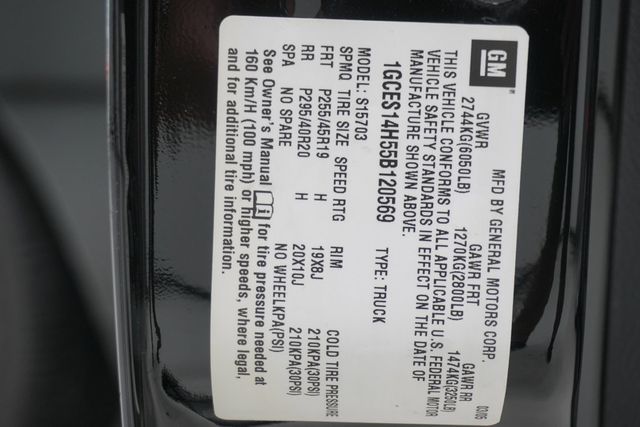 GM
MFD BY GENERAL MOTORS CORP. 03/05
GVWR GAWR FRT GAWR RR
2744KG(6050LB) 1270KG(2800LB) 1474KG(3250LB)
THIS VEHICLE CONFORMS TO ALL APPLICABLE U.S. FEDERAL MOTOR
VEHICLE SAFETY STANDARDS IN EFFECT ON THE DATE OF
MANUFACTURE SHOWN ABOVE.
1GCES14H55B120569 TYPE: TRUCK
MODEL: S15703
SPMQ TIRE SIZE SPEED RTG RIM COLD TIRE PRESSURE
FRT P255/45R19 H 19X8J 210KPA(30PSI)
RR P295/40R20 H 20X10J 210KPA(30PSI)
SPA NO SPARE NO WHEELKPA(PSI)
See Owner's Manual for tire pressure needed at
160 Km/H (100 mph) or higher speeds, where legal,
and for additional tire information.